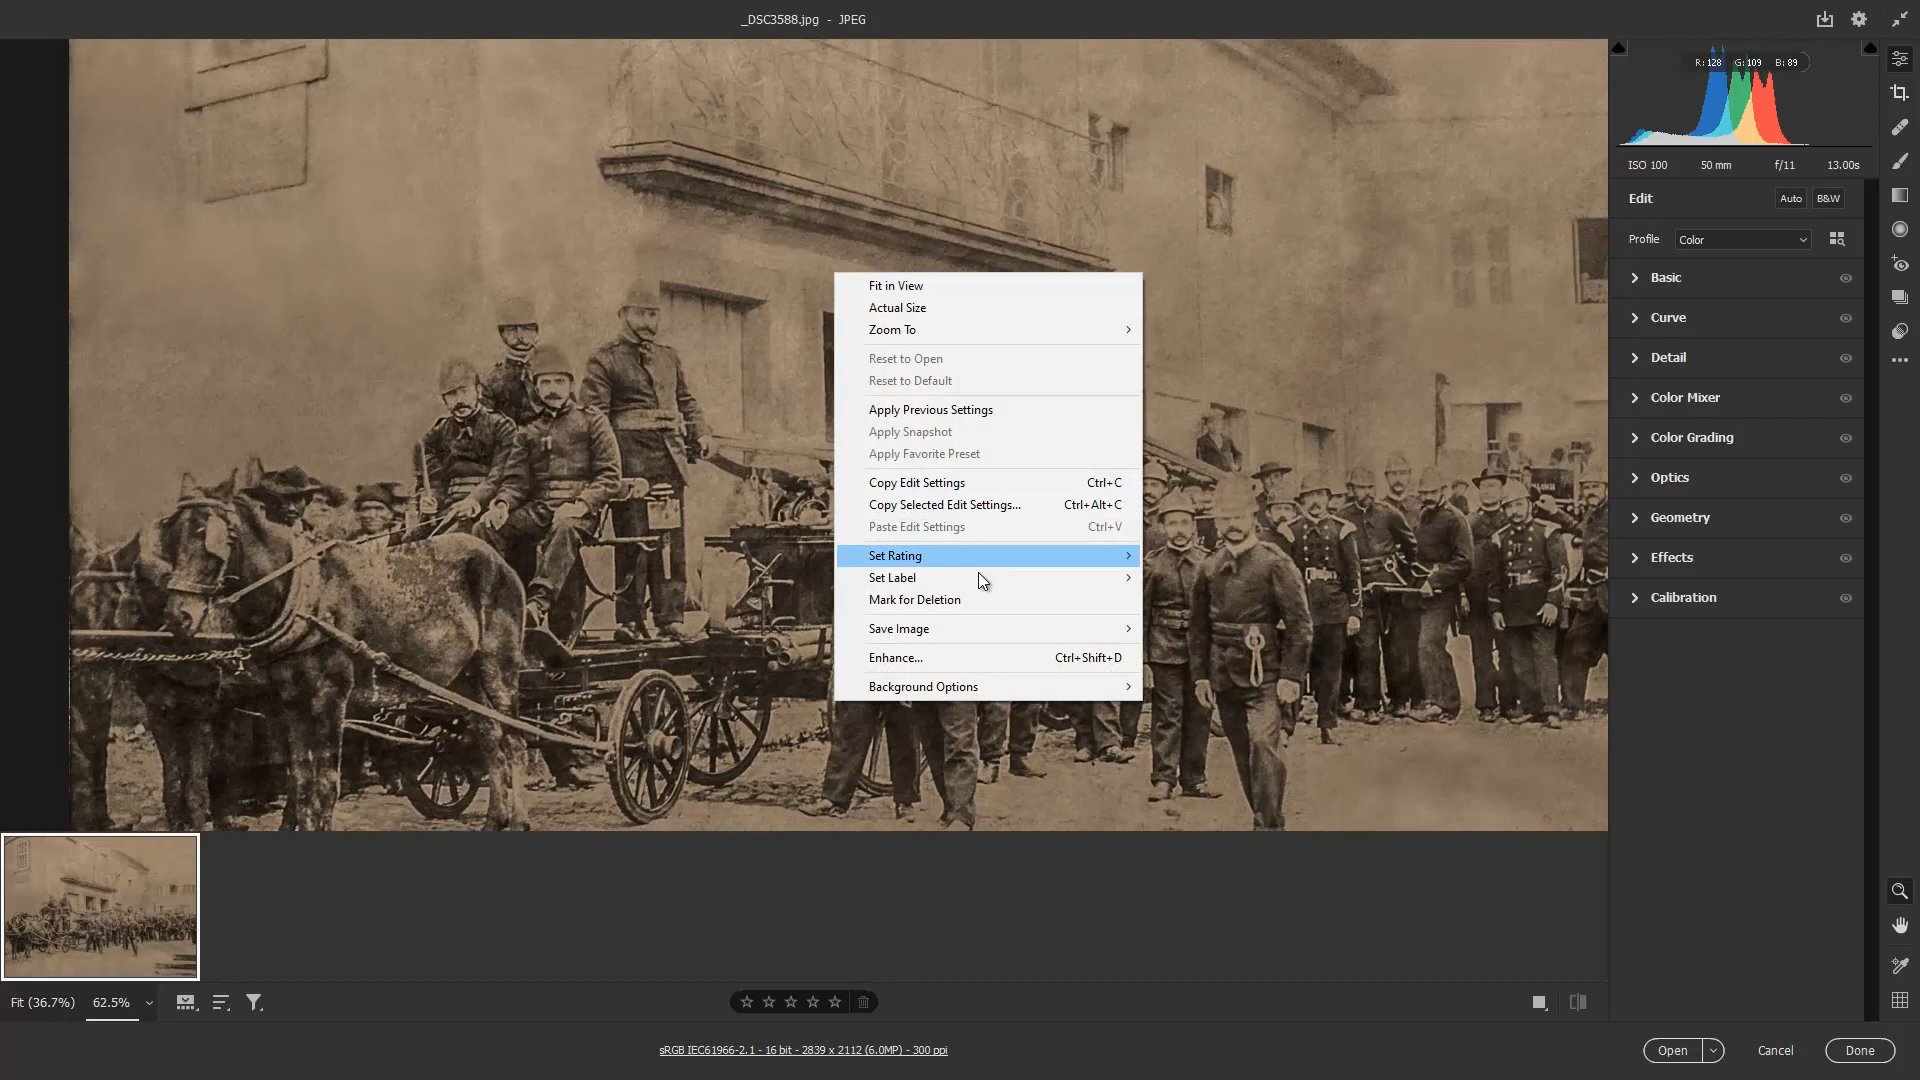 _DSC3588.jpg - JPEG
R: 128 G: 109 B: 89
ISO 100 50 mm f/11 13.00s
Edit Auto B&W
Profile Color
Basic
Curve
Detail
Color Mixer
Color Grading
Optics
Geometry
Effects
Calibration
Fit in View
Actual Size
Zoom To
Reset to Open
Reset to Default
Apply Previous Settings
Apply Snapshot
Apply Favorite Preset
Copy Edit Settings Ctrl+C
Copy Selected Edit Settings... Ctrl+Alt+C
Paste Edit Settings Ctrl+V
Set Rating
Set Label
Mark for Deletion
Save Image
Enhance... Ctrl+Shift+D
Background Options
Fit (36.7%) 62.5%
sRGB IEC61966-2.1 - 16 bit - 2839 x 2112 (6.0MP) - 300 ppi
Open Cancel Done